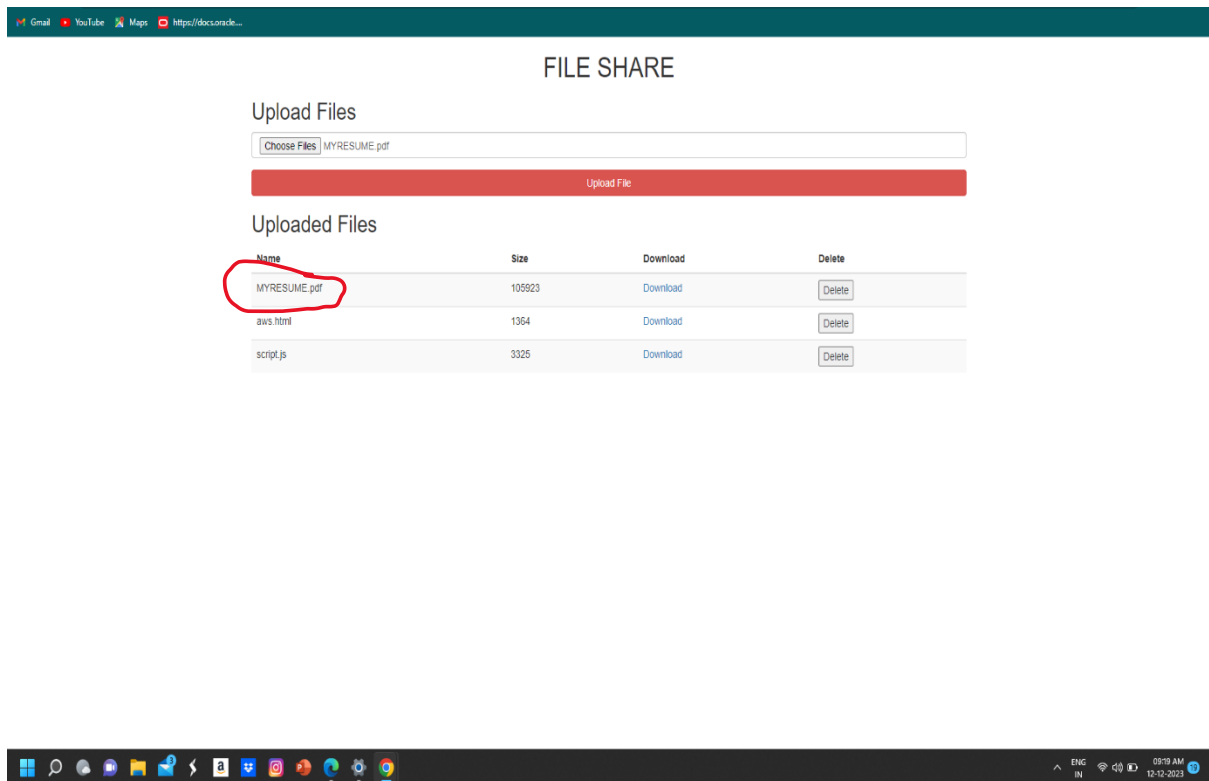 Gmail YouTube Maps https://docs.oracle....
FILE SHARE
Upload Files
Choose Files MYRESUME.pdf
Upload File
Uploaded Files
Name Size Download Delete
MYRESUME.pdf 105923 Download Delete
aws.html 1364 Download Delete
script.js 3325 Download Delete
3 a ENG 09:19 AM
IN 12-12-2023 19